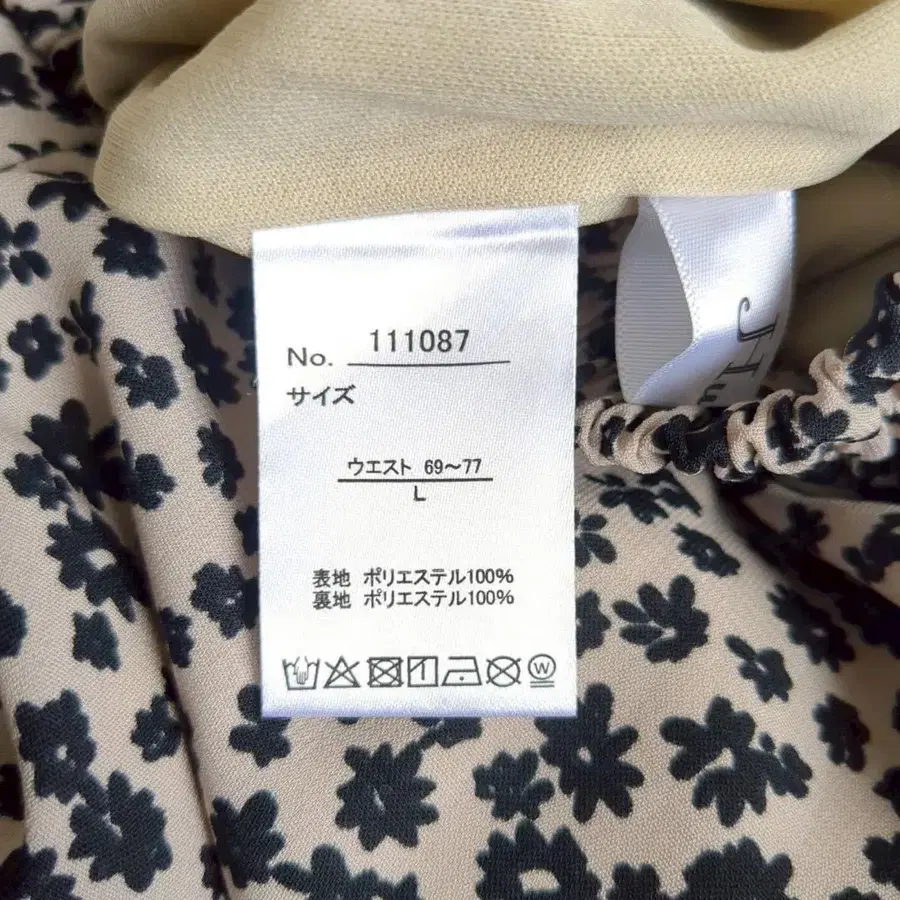 No. 111087
サイズ
ウエスト 69～77
L
表地 ポリエステル100%
裏地 ポリエステル100%
W